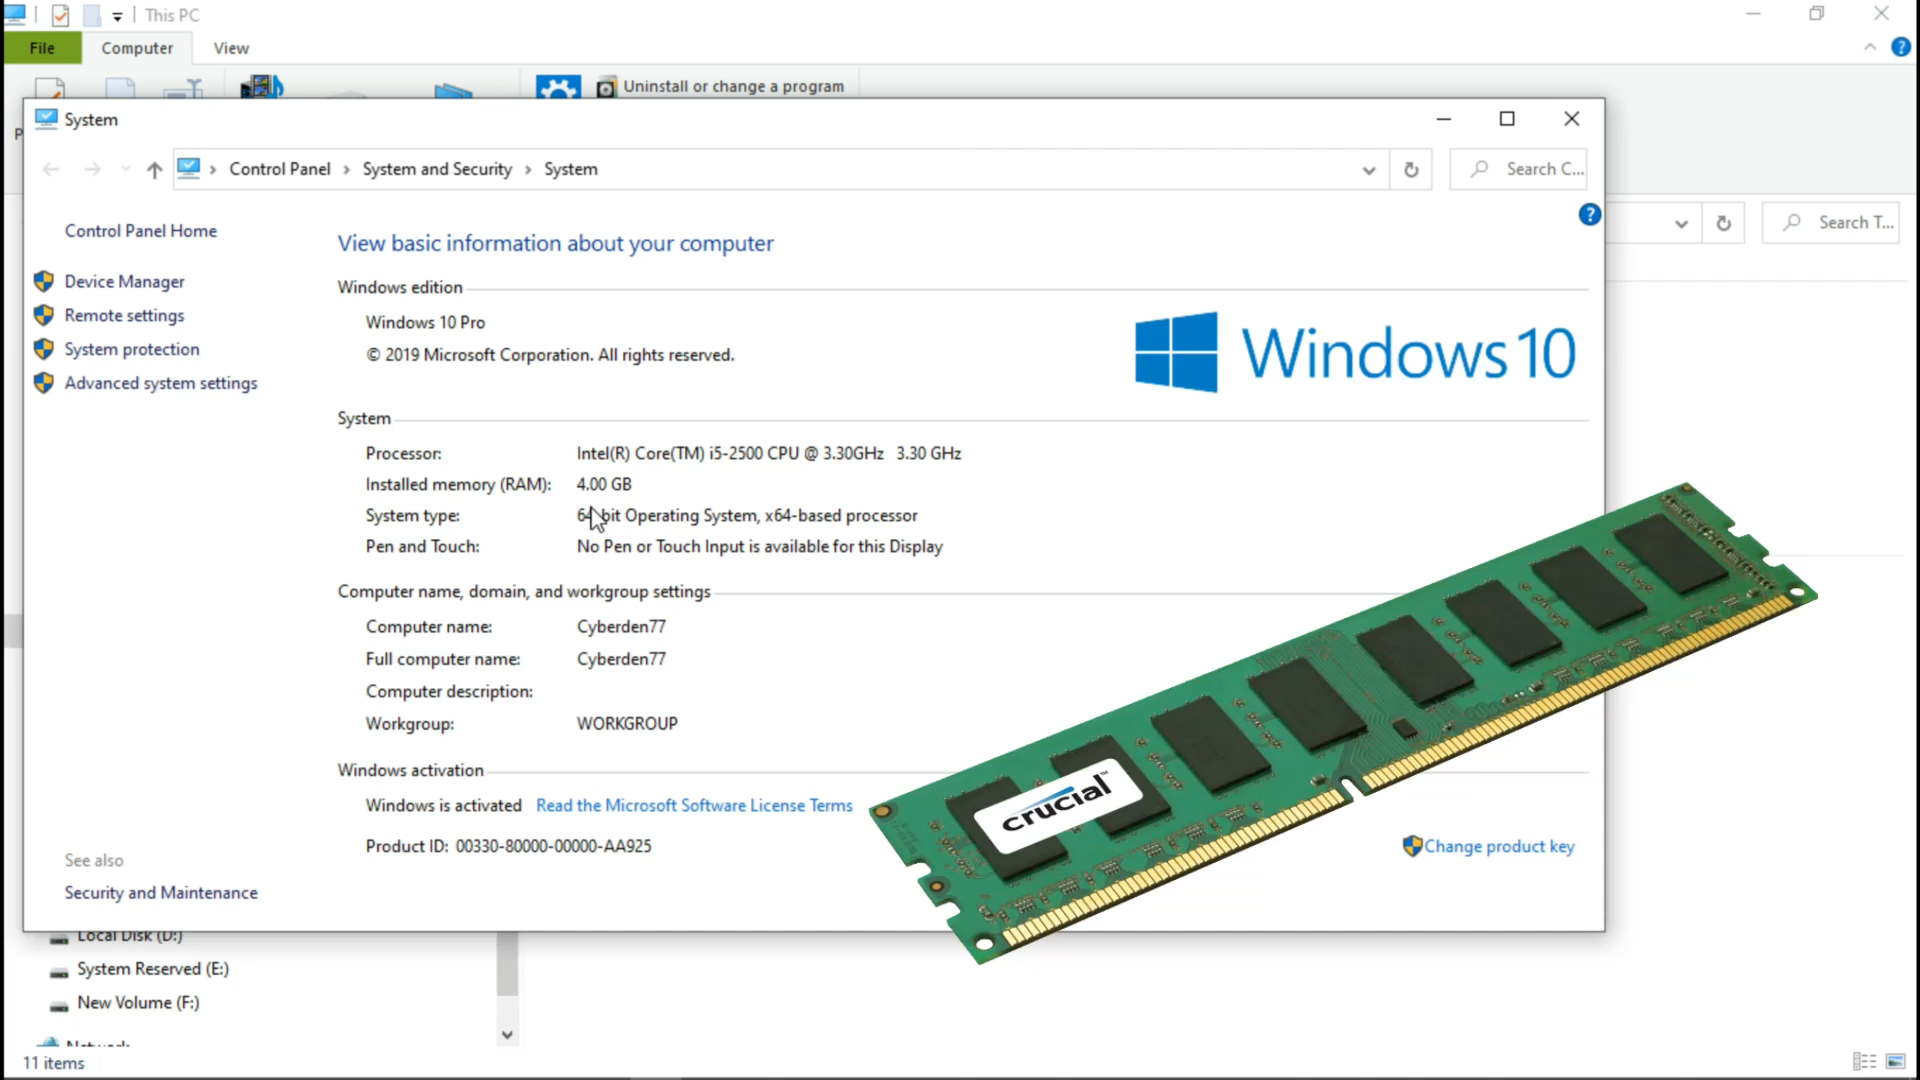 This PC
File
Computer
View
Uninstall or change a program
System
Control Panel > System and Security > System
Search C...
Search T...
Control Panel Home
Device Manager
Remote settings
System protection
Advanced system settings
View basic information about your computer
Windows edition
Windows 10 Pro
© 2019 Microsoft Corporation. All rights reserved.
Windows 10
System
Processor: Intel(R) Core(TM) i5-2500 CPU @ 3.30GHz 3.30 GHz
Installed memory (RAM): 4.00 GB
System type: 64-bit Operating System, x64-based processor
Pen and Touch: No Pen or Touch Input is available for this Display
Computer name, domain, and workgroup settings
Computer name: Cyberden77
Full computer name: Cyberden77
Computer description:
Workgroup: WORKGROUP
Windows activation
Windows is activated Read the Microsoft Software License Terms
Product ID: 00330-80000-00000-AA925
Change product key
crucial™
See also
Security and Maintenance
Local Disk (D:)
System Reserved (E:)
New Volume (F:)
Network
11 items